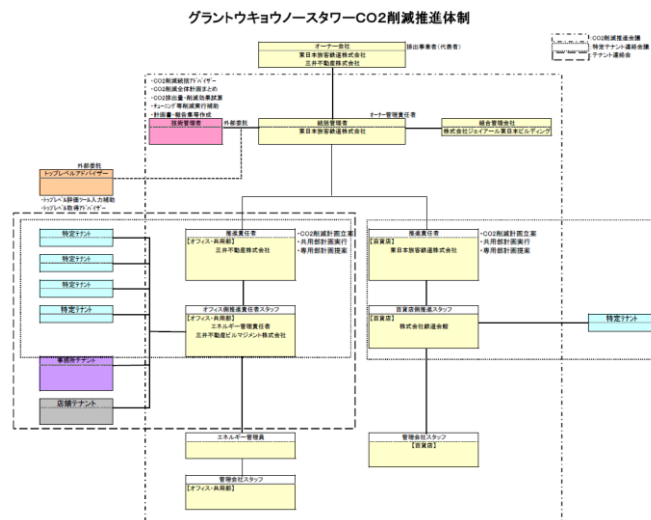 グラントウキョウノースタワーCO2削減推進体制
オーナー会社
東日本旅客鉄道株式会社
三井不動産株式会社
排出事業者(代表者)
CO2削減推進会議
特定テナント連絡会議
テナント連絡会
・CO2削減統括アドバイザー
・CO2削減全体計画まとめ
・CO2排出量・削減効果試算
・チューニング等削減実行補助
・計画書・報告集等作成
技術管理者
外部委託
オーナー管理責任者
統括管理者
東日本旅客鉄道株式会社
統合管理会社
株式会社ジェイアール東日本ビルディング
外部委託
トップレベルアドバイザー
・トップレベル評価ツール入力補助
・トップレベル取得アドバイザー
特定テナント
特定テナント
特定テナント
特定テナント
事務所テナント
店舗テナント
推進責任者
【オフィス・共用部】
三井不動産株式会社
・CO2削減計画立案
・共用部計画実行
・専用部計画提案
オフィス側推進責任者スタッフ
【オフィス・共用部】
エネルギー管理責任者
三井不動産ビルマジメント株式会社
推進責任者
【百貨店】
東日本旅客鉄道株式会社
・CO2削減計画立案
・共用部計画実行
・専用部計画提案
百貨店側推進スタッフ
【百貨店】
株式会社鉄道会館
特定テナント
エネルギー管理員
管理会社スタッフ
【オフィス・共用部】
管理会社スタッフ
【百貨店】